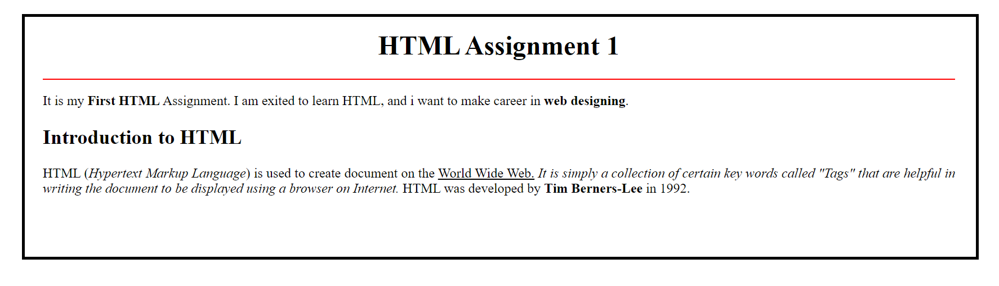 HTML Assignment 1
It is my First HTML Assignment. I am exited to learn HTML, and i want to make career in web designing.
Introduction to HTML
HTML (Hypertext Markup Language) is used to create document on the World Wide Web. It is simply a collection of certain key words called "Tags" that are helpful in
writing the document to be displayed using a browser on Internet. HTML was developed by Tim Berners-Lee in 1992.